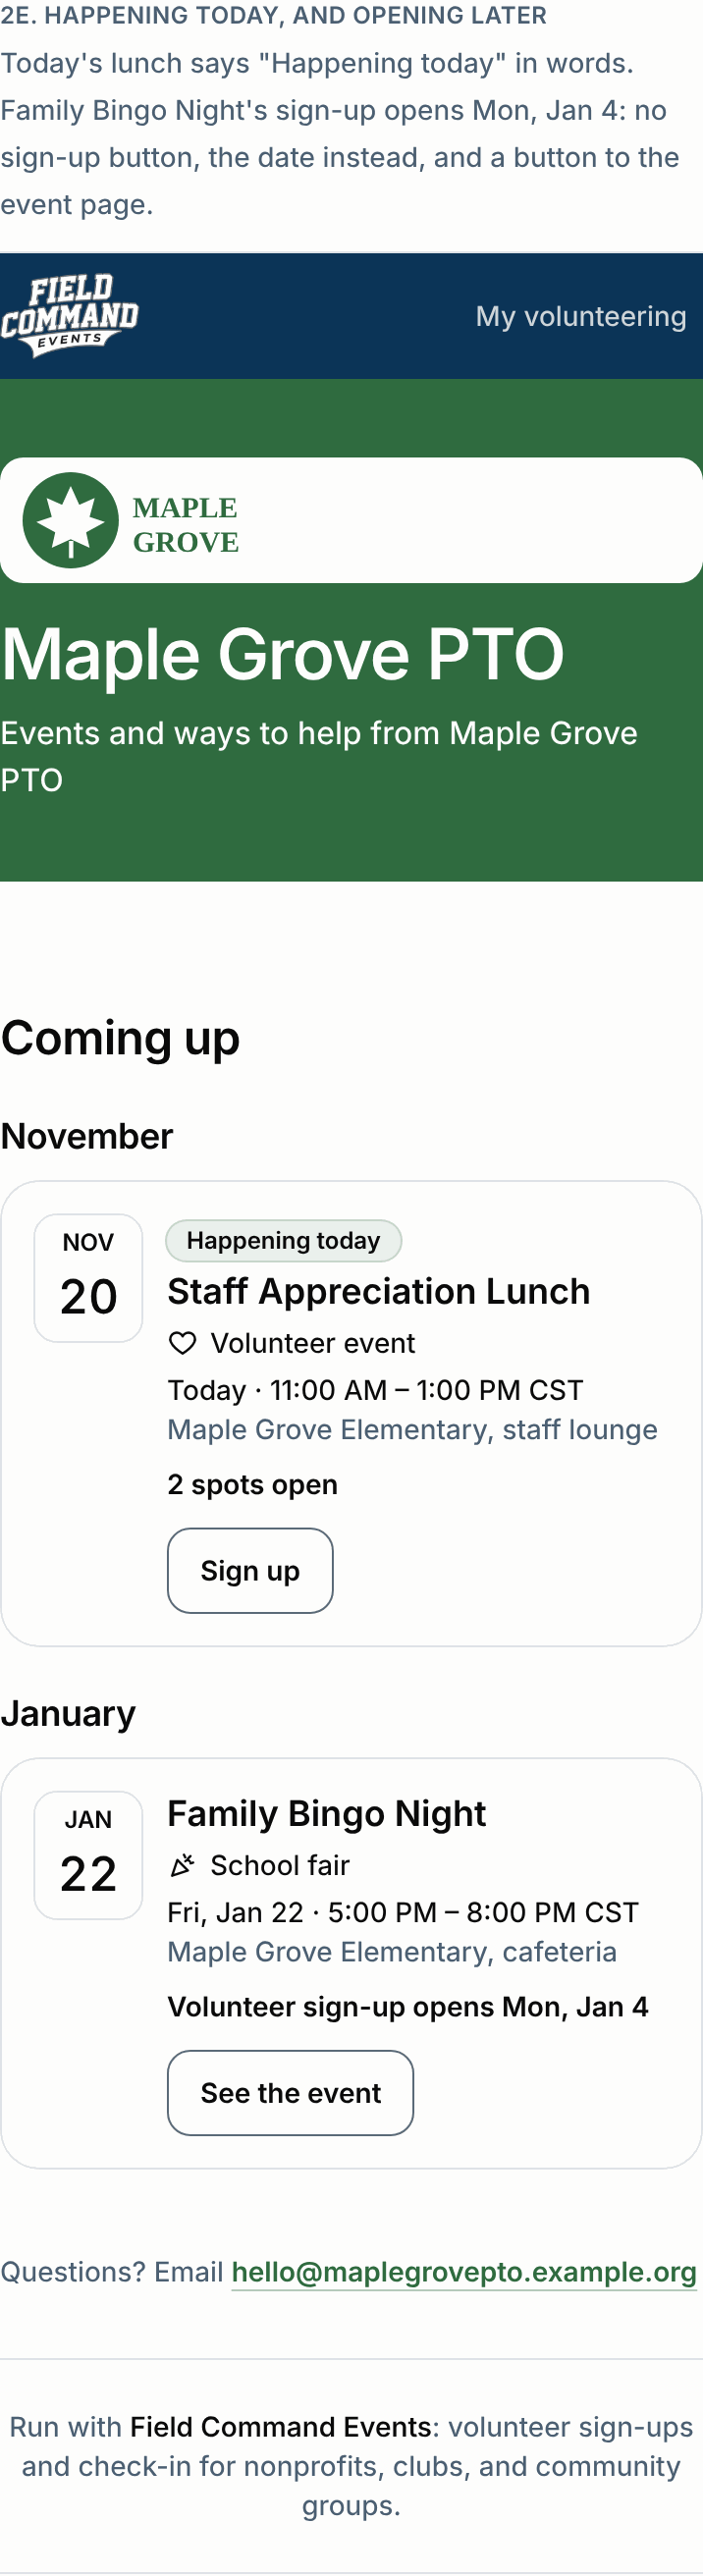 2E. HAPPENING TODAY, AND OPENING LATER
Today's lunch says "Happening today" in words.
Family Bingo Night's sign-up opens Mon, Jan 4: no
sign-up button, the date instead, and a button to the
event page.
FIELD
COMMAND
EVENTS
My volunteering
MAPLE
GROVE
Maple Grove PTO
Events and ways to help from Maple Grove
PTO
Coming up
November
NOV
20
Happening today
Staff Appreciation Lunch
Volunteer event
Today · 11:00 AM – 1:00 PM CST
Maple Grove Elementary, staff lounge
2 spots open
Sign up
January
JAN
22
Family Bingo Night
School fair
Fri, Jan 22 · 5:00 PM – 8:00 PM CST
Maple Grove Elementary, cafeteria
Volunteer sign-up opens Mon, Jan 4
See the event
Questions? Email hello@maplegrovepto.example.org
Run with Field Command Events: volunteer sign-ups
and check-in for nonprofits, clubs, and community
groups.